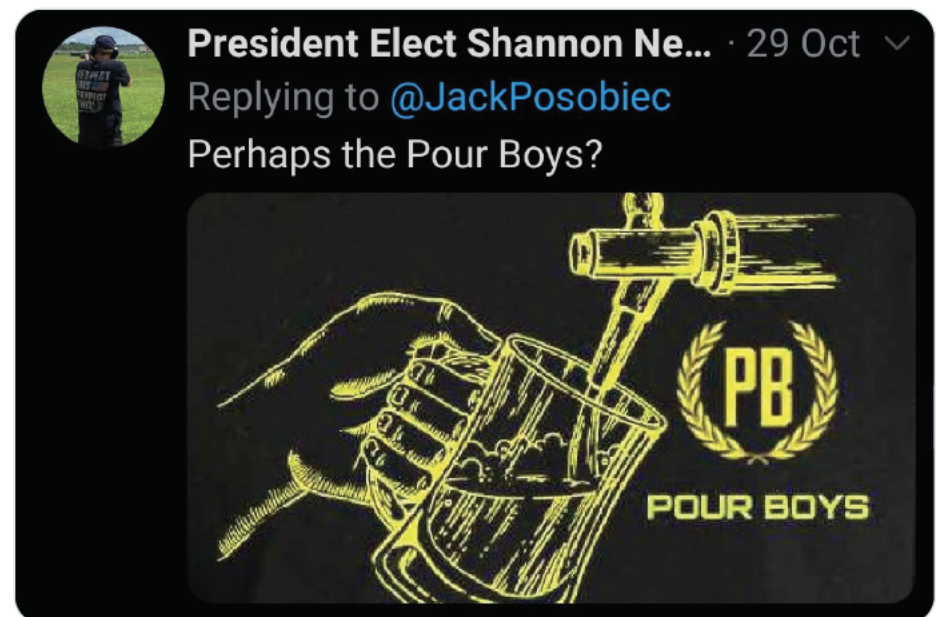 President Elect Shannon Ne... · 29 Oct
Replying to @JackPosobiec
Perhaps the Pour Boys?
PB
POUR BOYS